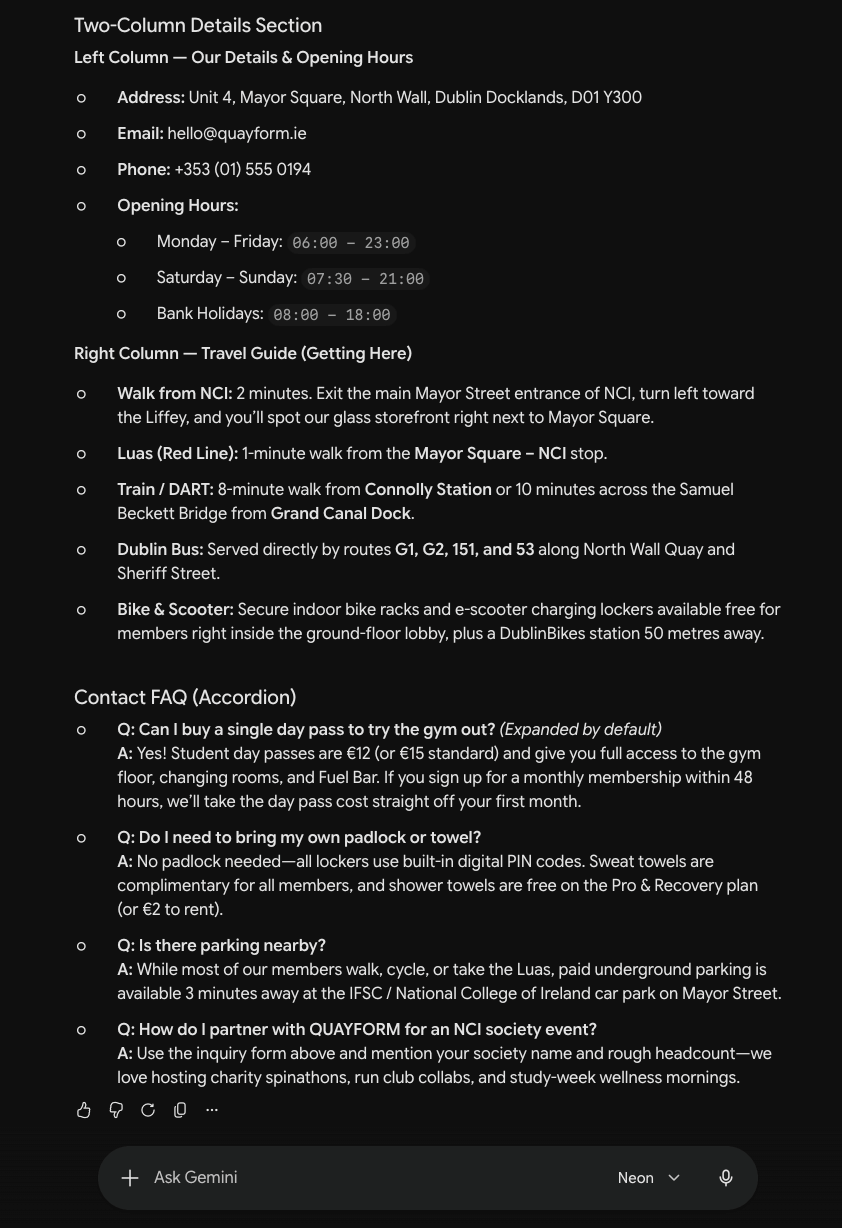 Two-Column Details Section
Left Column — Our Details & Opening Hours
Address: Unit 4, Mayor Square, North Wall, Dublin Docklands, D01 Y300
Email: hello@quayform.ie
Phone: +353 (01) 555 0194
Opening Hours:
Monday – Friday: 06:00 – 23:00
Saturday – Sunday: 07:30 – 21:00
Bank Holidays: 08:00 – 18:00
Right Column — Travel Guide (Getting Here)
Walk from NCI: 2 minutes. Exit the main Mayor Street entrance of NCI, turn left toward
the Liffey, and you’ll spot our glass storefront right next to Mayor Square.
Luas (Red Line): 1-minute walk from the Mayor Square – NCI stop.
Train / DART: 8-minute walk from Connolly Station or 10 minutes across the Samuel
Beckett Bridge from Grand Canal Dock.
Dublin Bus: Served directly by routes G1, G2, 151, and 53 along North Wall Quay and
Sheriff Street.
Bike & Scooter: Secure indoor bike racks and e-scooter charging lockers available free for
members right inside the ground-floor lobby, plus a DublinBikes station 50 metres away.
Contact FAQ (Accordion)
Q: Can I buy a single day pass to try the gym out? (Expanded by default)
A: Yes! Student day passes are €12 (or €15 standard) and give you full access to the gym
floor, changing rooms, and Fuel Bar. If you sign up for a monthly membership within 48
hours, we’ll take the day pass cost straight off your first month.
Q: Do I need to bring my own padlock or towel?
A: No padlock needed—all lockers use built-in digital PIN codes. Sweat towels are
complimentary for all members, and shower towels are free on the Pro & Recovery plan
(or €2 to rent).
Q: Is there parking nearby?
A: While most of our members walk, cycle, or take the Luas, paid underground parking is
available 3 minutes away at the IFSC / National College of Ireland car park on Mayor Street.
Q: How do I partner with QUAYFORM for an NCI society event?
A: Use the inquiry form above and mention your society name and rough headcount—we
love hosting charity spinathons, run club collabs, and study-week wellness mornings.
Ask Gemini
Neon